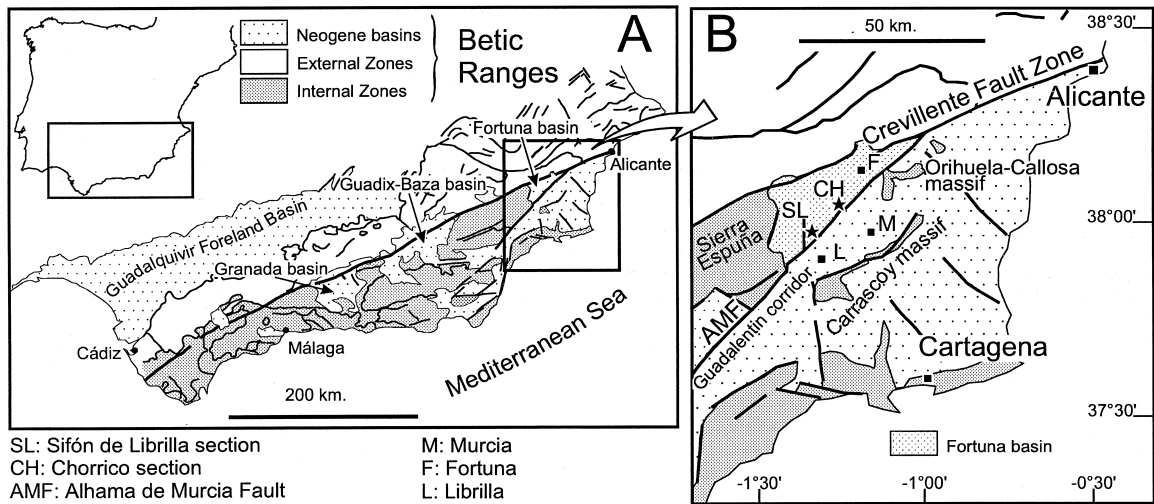 A
Neogene basins
External Zones
Internal Zones
Betic
Ranges
Fortuna basin
Alicante
Guadix-Baza basin
Guadalquivir Foreland Basin
Granada basin
Cádiz
Málaga
Mediterranean Sea
200 km.
B
50 km.
38°30'
Crevillente Fault Zone
Alicante
F
Orihuela-Callosa
massif
CH
SL
M
38°00'
Sierra
Espuña
L
Carrascoy massif
AMF
Guadalentin corridor
Cartagena
37°30'
Fortuna basin
-1°30'
-1°00'
-0°30'
SL: Sifón de Librilla section
CH: Chorrico section
AMF: Alhama de Murcia Fault
M: Murcia
F: Fortuna
L: Librilla